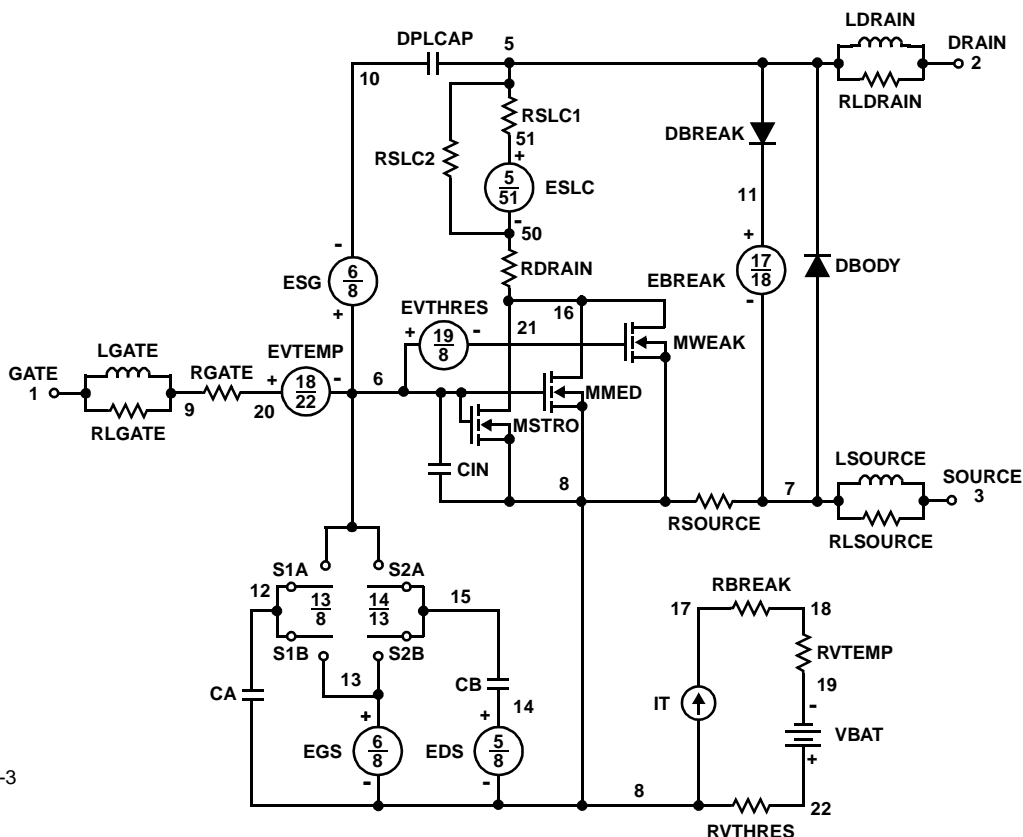 LDRAIN
DPLCAP 5 DRAIN
10 2
RSLC1 RLDRAIN
51 DBREAK
RSLC2 +
5
51 ESLC
11
-
50
- +
17
18
RDRAIN EBREAK DBODY
6
8
ESG -
EVTHRES 16
+ + 19
8 - 21
MWEAK
LGATE EVTEMP
GATE RGATE + 18
22 - 6 MMED
1
9 20 MSTRO
RLGATE
LSOURCE
CIN 8 7 SOURCE
3
RSOURCE RLSOURCE
S1A S2A
12 13
8 14
13 15 RBREAK
17 18
S1B S2B RVTEMP
13 CB 19
CA 14 IT -
+ + VBAT
EGS 6
8 EDS 5
8 +
-3
- - 8 22
RVTHRES